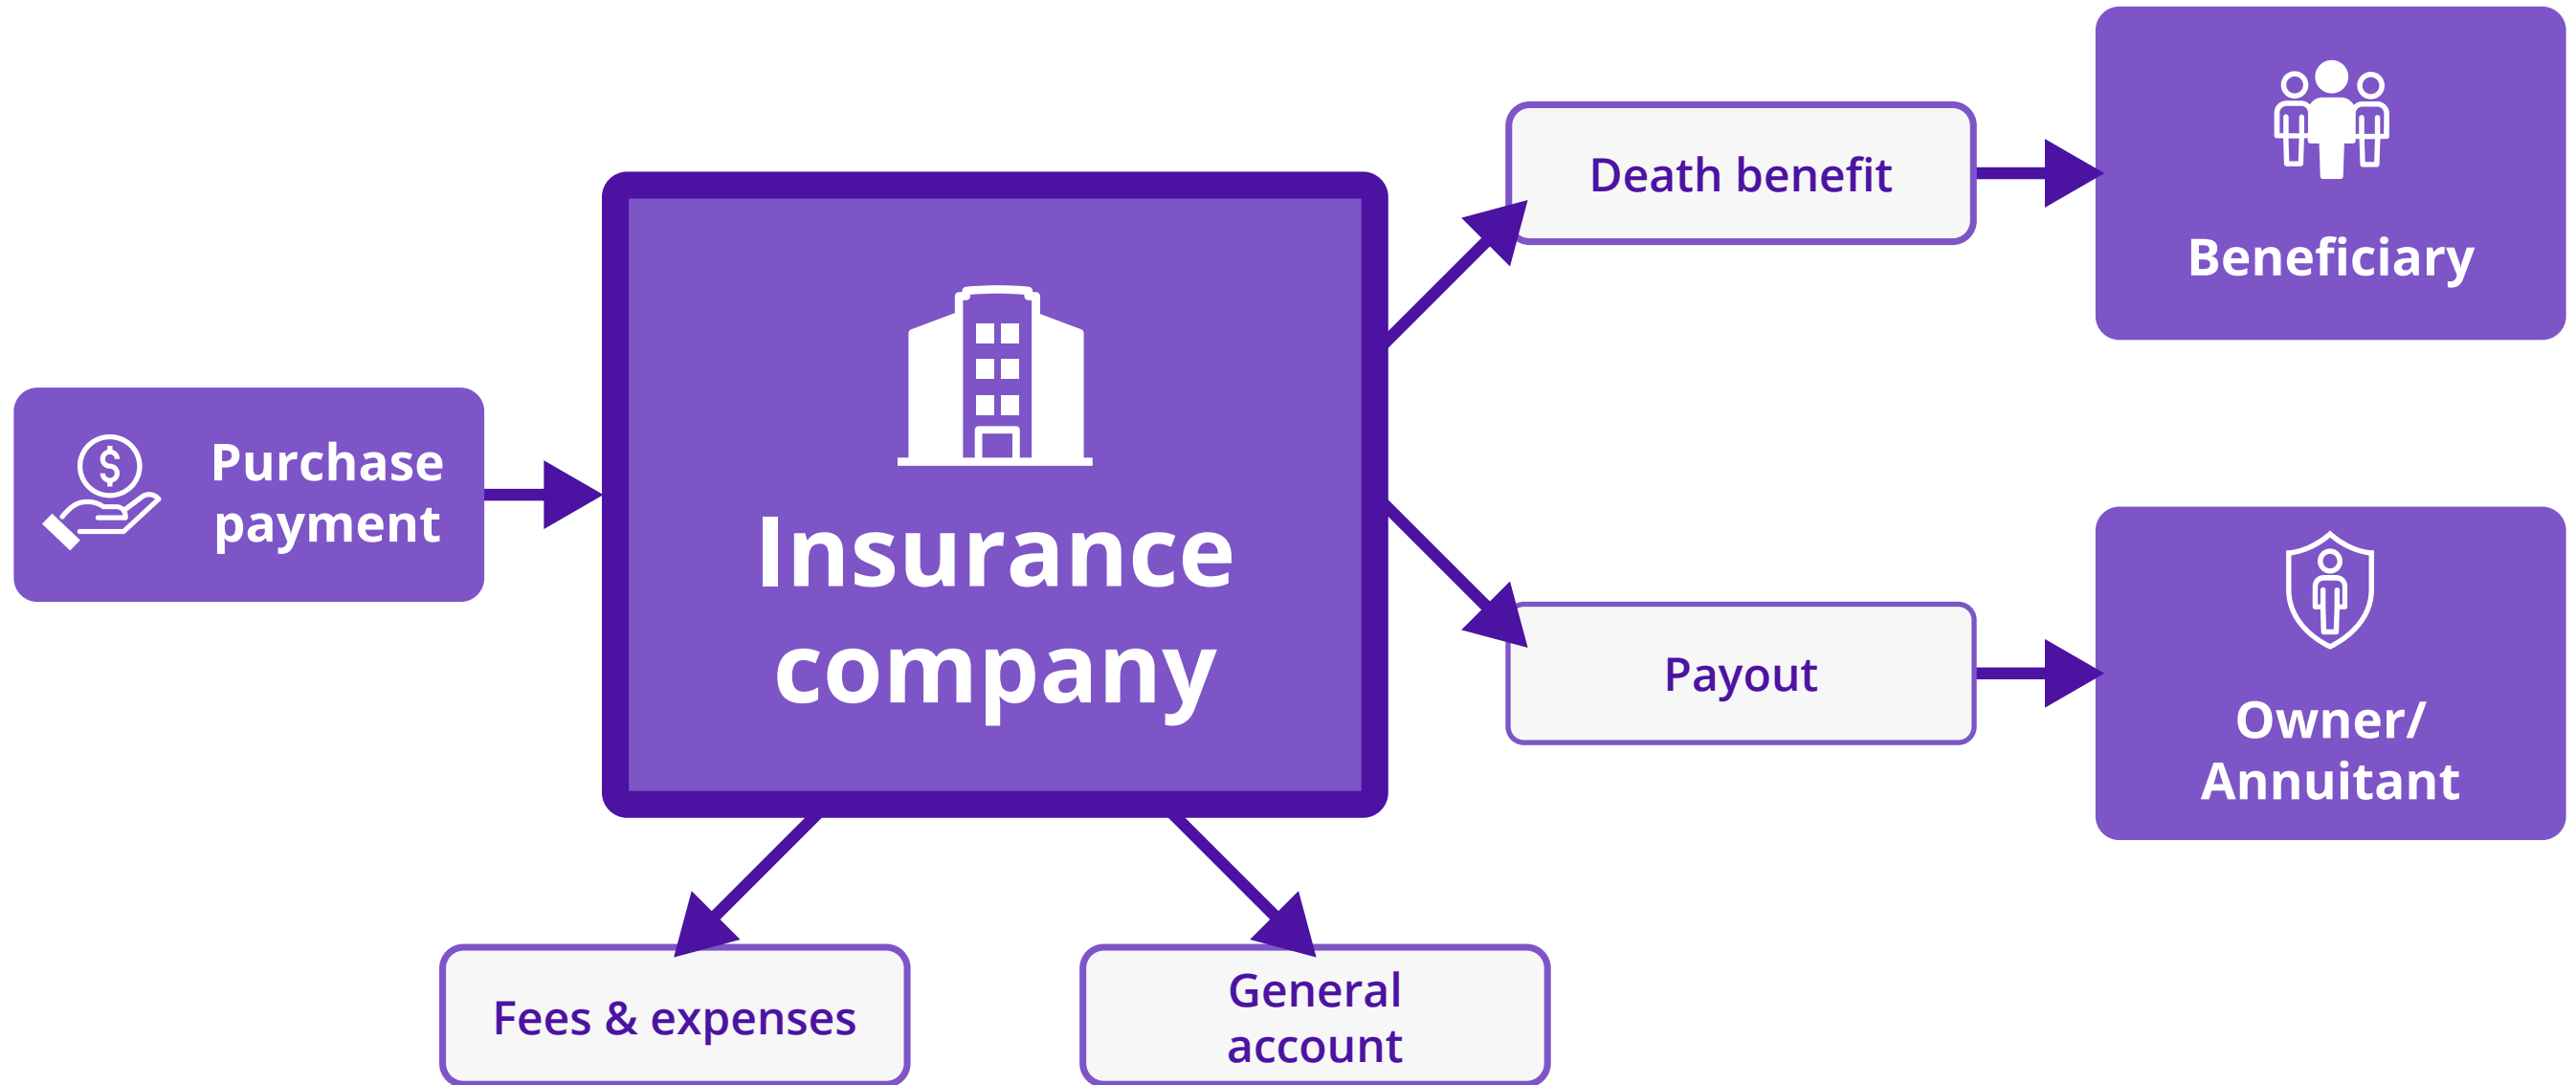 Purchase
payment
$
Insurance
company
Death benefit
Beneficiary
Payout
Owner/
Annuitant
Fees & expenses
General
account